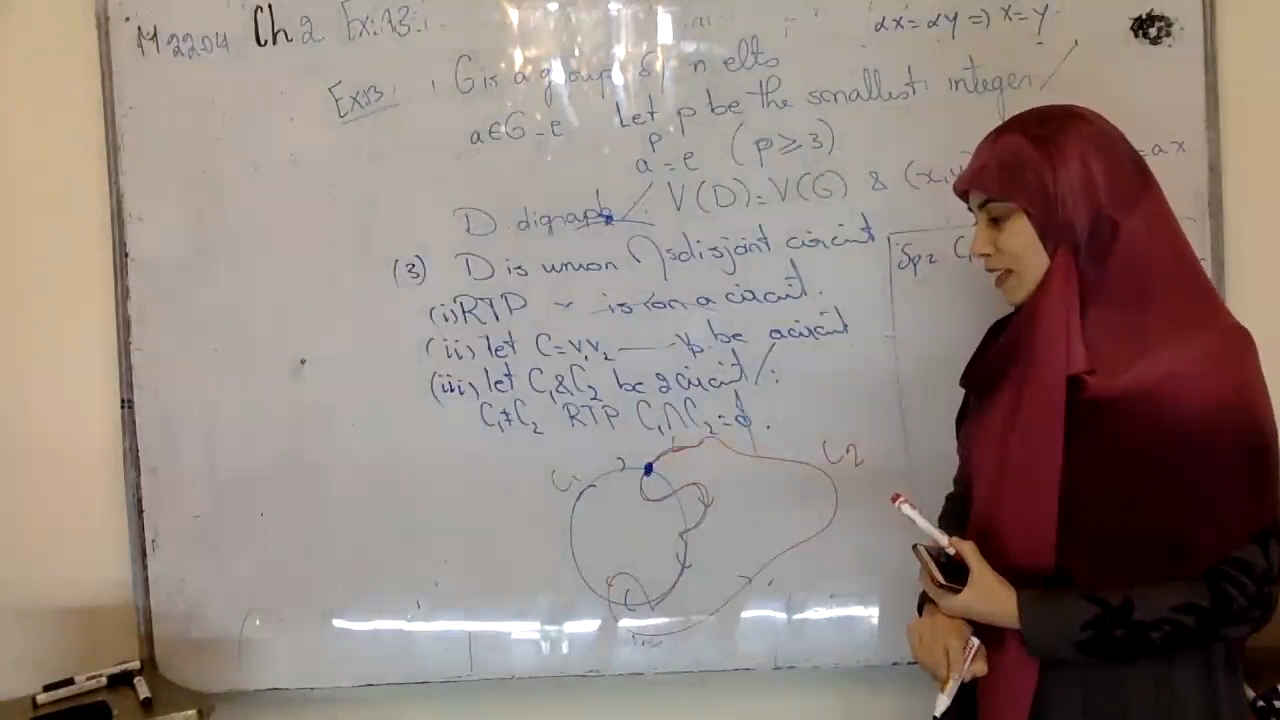 M2204 Ch2 Ex:13:
αx = αy => x = y
Ex13: G is a group of n elts
a ∈ G - e Let p be the smallest integer /
a^p = e (p ≥ 3)
D digraph / : V(D) = V(G) & (x,y = ax
(3) D is union of disjoint circuit
(i) RTP is on a circuit.
(ii) let C = v₁v₂ —— vp be a circuit
(iii) let C₁ & C₂ be 2 circuit / :
C₁ ≠ C₂ RTP C₁ ∩ C₂ = ϕ.
Sp: C
C₁
C₂